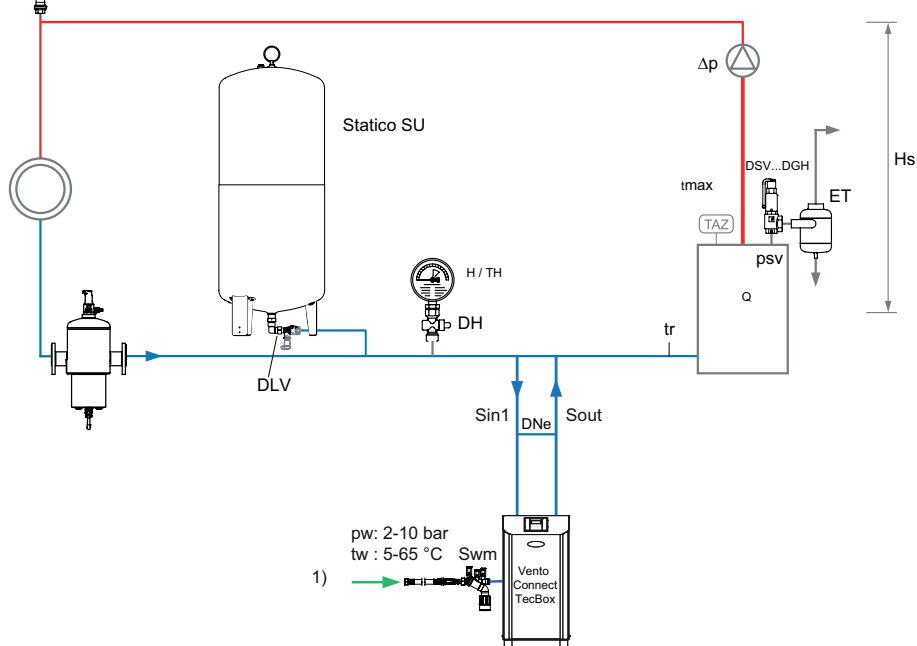 Δp
Hs
Statico SU
DSV...DGH
tmax
ET
TAZ
psv
H / TH
Q
DH
tr
DLV
Sin1
DNe
Sout
pw: 2-10 bar
tw : 5-65 °C
Swm
1)
Vento
Connect
TecBox